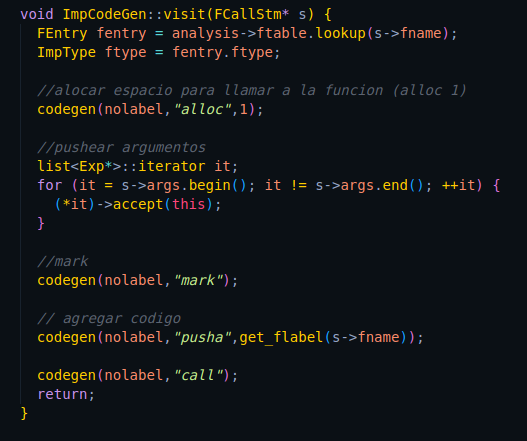 void ImpCodeGen::visit(FCallStm* s) {
  FEntry fentry = analysis->ftable.lookup(s->fname);
  ImpType ftype = fentry.ftype;

  //alocar espacio para llamar a la funcion (alloc 1)
  codegen(nolabel,"alloc",1);

  //pushear argumentos
  list<Exp*>::iterator it;
  for (it = s->args.begin(); it != s->args.end(); ++it) {
    (*it)->accept(this);
  }

  //mark
  codegen(nolabel,"mark");

  // agregar codigo
  codegen(nolabel,"pusha",get_flabel(s->fname));

  codegen(nolabel,"call");
  return;
}